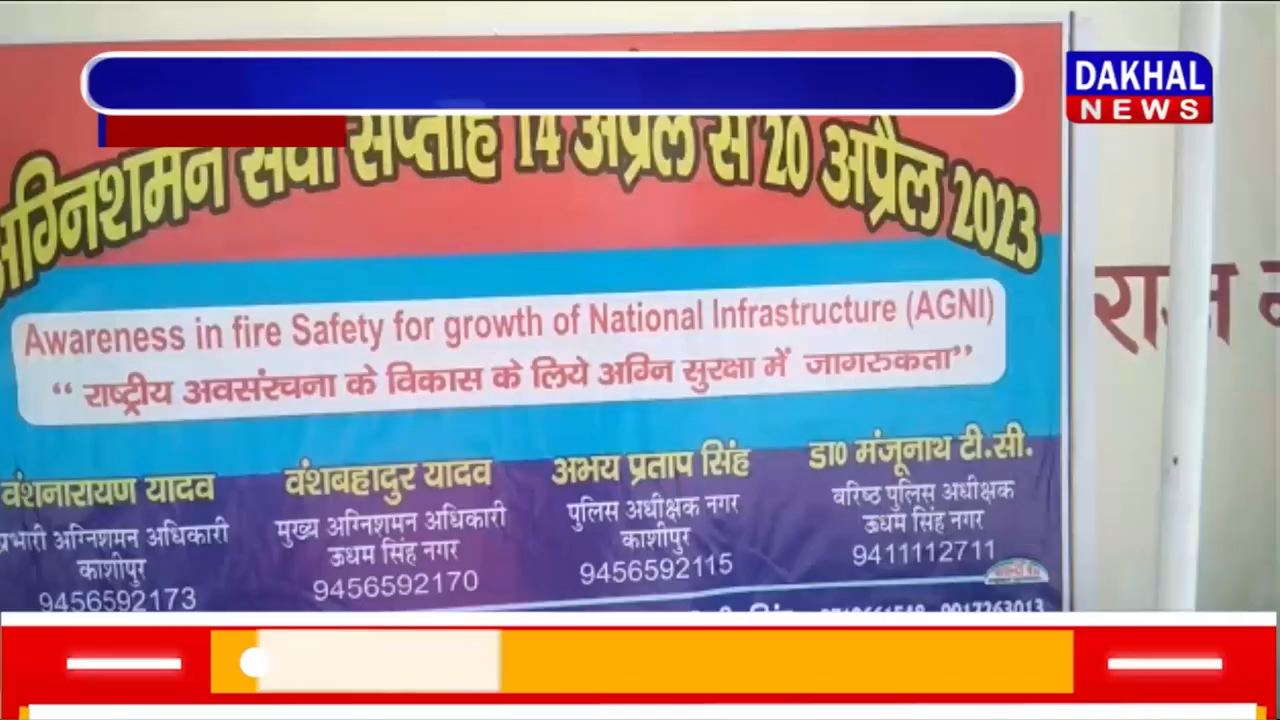 DAKHAL
NEWS
अग्निशमन सेवा सप्ताह 14 अप्रैल से 20 अप्रैल 2023
Awareness in fire Safety for growth of National Infrastructure (AGNI)
“ राष्ट्रीय अवसंरचना के विकास के लिये अग्नि सुरक्षा में जागरुकता”
वंशनारायण यादव
प्रभारी अग्निशमन अधिकारी
काशीपुर
9456592173
वंशबहादुर यादव
मुख्य अग्निशमन अधिकारी
ऊधम सिंह नगर
9456592170
अभय प्रताप सिंह
पुलिस अधीक्षक नगर
काशीपुर
9456592115
डा0 मंजूनाथ टी.सी.
वरिष्ठ पुलिस अधीक्षक
ऊधम सिंह नगर
9411112711